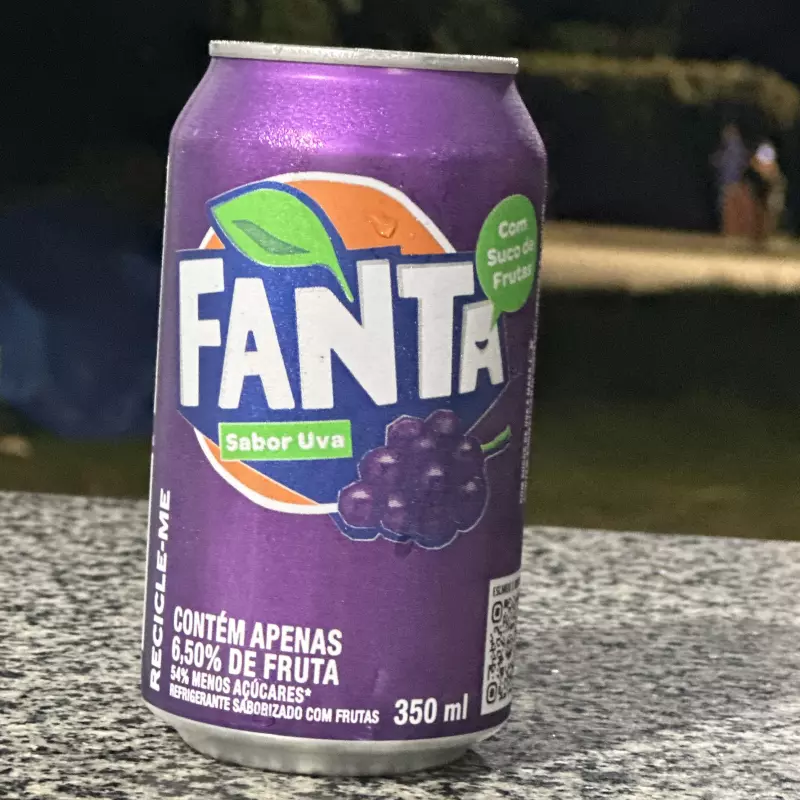 FANTA
Com
Suco de
Frutas
Sabor Uva
RECICLE-ME
CONTÉM APENAS
6,50% DE FRUTA
54% MENOS AÇÚCARES*
REFRIGERANTE SABORIZADO COM FRUTAS
350 ml